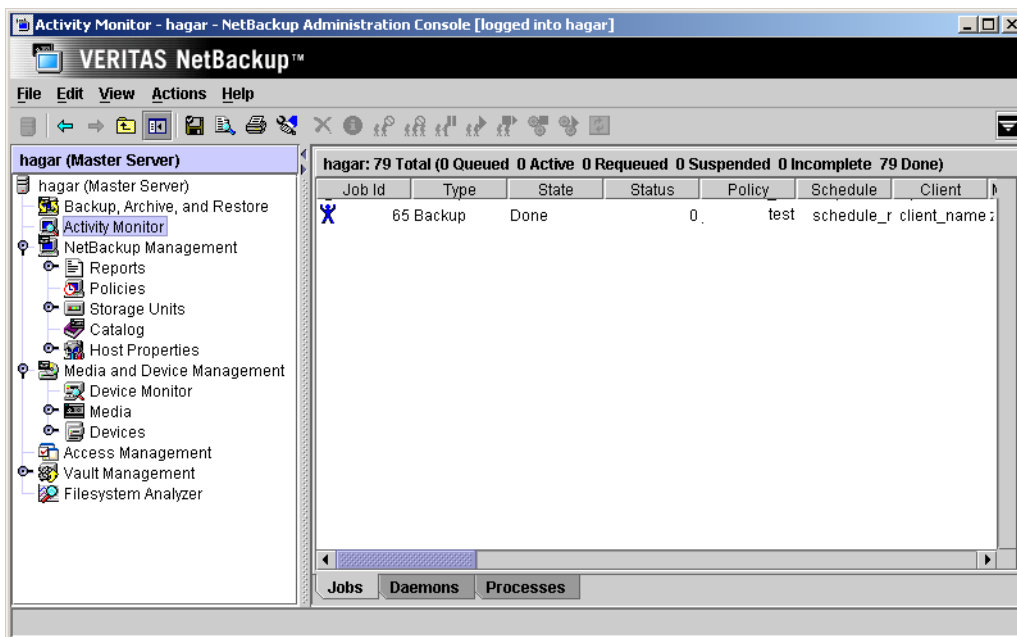 Activity Monitor - hagar - NetBackup Administration Console [logged into hagar]
VERITAS NetBackup™
File Edit View Actions Help
hagar (Master Server)
hagar (Master Server)
Backup, Archive, and Restore
Activity Monitor
NetBackup Management
Reports
Policies
Storage Units
Catalog
Host Properties
Media and Device Management
Device Monitor
Media
Devices
Access Management
Vault Management
Filesystem Analyzer
hagar: 79 Total (0 Queued 0 Active 0 Requeued 0 Suspended 0 Incomplete 79 Done)
Job Id Type State Status Policy Schedule Client
65 Backup Done 0 test schedule_r client_name
Jobs Daemons Processes